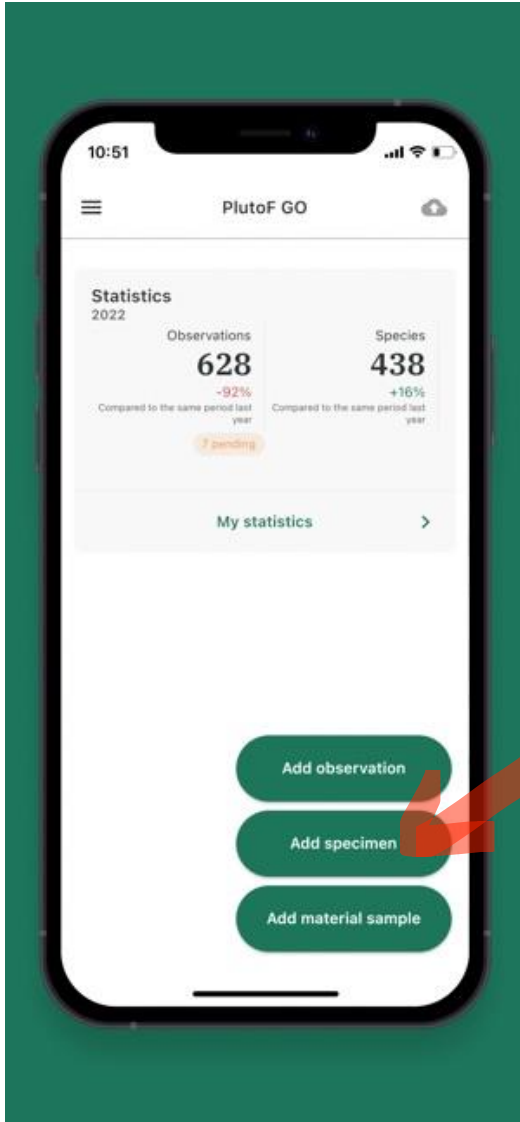 10:51
PlutoF GO
Statistics
2022
Observations
628
-92%
Compared to the same period last
year
7 pending
Species
438
+16%
Compared to the same period last
year
My statistics
Add observation
Add specimen
Add material sample